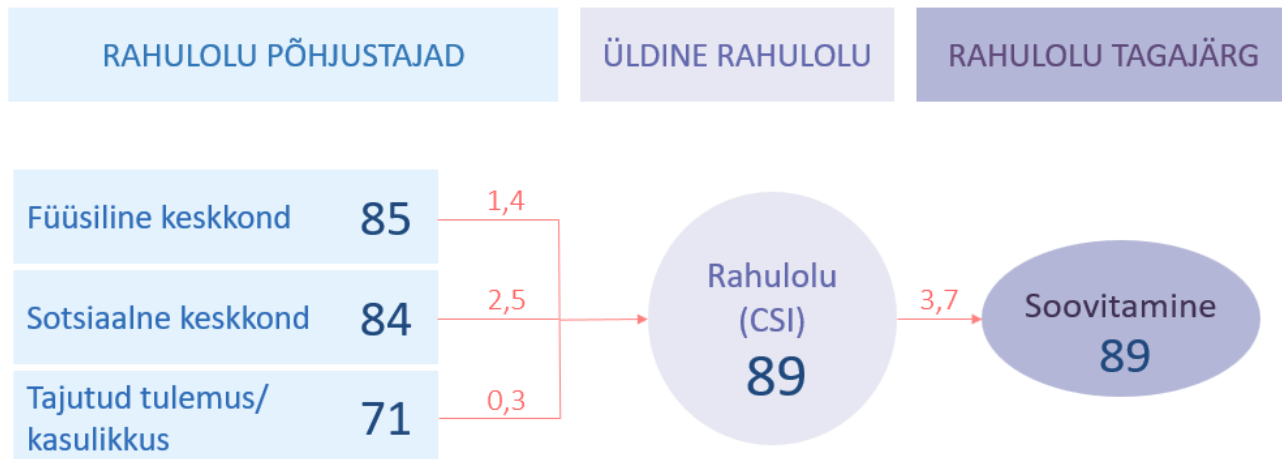 RAHULOLU PÕHJUSTAJAD
ÜLDINE RAHULOLU
RAHULOLU TAGAJÄRG
Füüsiline keskkond 85
1,4
Sotsiaalne keskkond 84
2,5
Tajutud tulemus/
kasulikkus 71
0,3
Rahulolu
(CSI)
89
3,7
Soovitamine
89